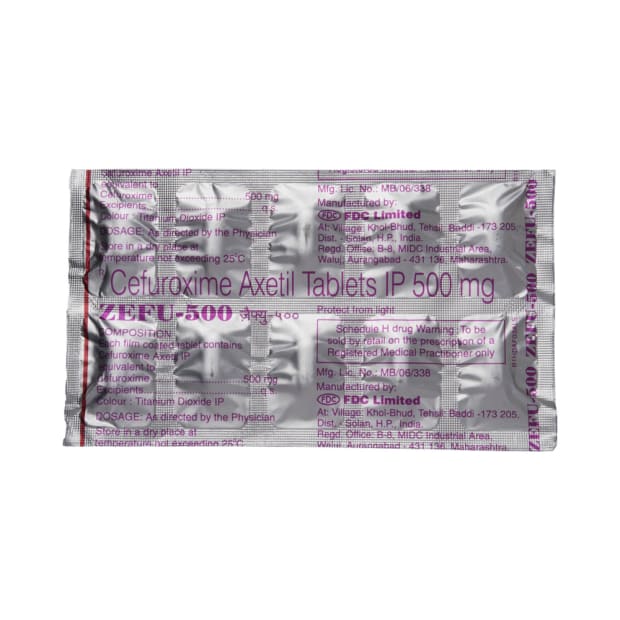 Cefuroxime Axetil IP
equivalent to
Cefuroxime 500 mg
Excipients q.s.
Colour : Titanium Dioxide IP
DOSAGE: As directed by the Physician
Store in a dry place at
temperature not exceeding 25°C
Registered Medical Practitioner only
Mfg. Lic. No.: MB/06/338
Manufactured by:
FDC FDC Limited
At: Village: Khol-Bhud, Tehsil: Baddi -173 205,
Dist. - Solan, H.P., India.
Regd. Office: B-8, MIDC Industrial Area,
Waluj, Aurangabad - 431 136, Maharashtra.
Cefuroxime Axetil Tablets IP 500 mg
ZEFU-500 ज़ेफ्यु-५००
Protect from light
COMPOSITION:
Each film coated tablet contains
Cefuroxime Axetil IP
equivalent to
Cefuroxime 500 mg
Excipients
Colour : Titanium Dioxide IP
DOSAGE: As directed by the Physician
Store in a dry place at
temperature not exceeding 25°C
Schedule H drug Warning: To be
sold by retail on the prescription of a
Registered Medical Practitioner only
Mfg. Lic. No.: MB/06/338
Manufactured by:
FDC FDC Limited
At: Village: Khol-Bhud, Tehsil: Baddi -173 205,
Dist. - Solan, H.P., India.
Regd. Office: B-8, MIDC Industrial Area,
Waluj, Aurangabad - 431 136, Maharashtra.
ZEFU-500 ZEFU-500 ZEFU-500